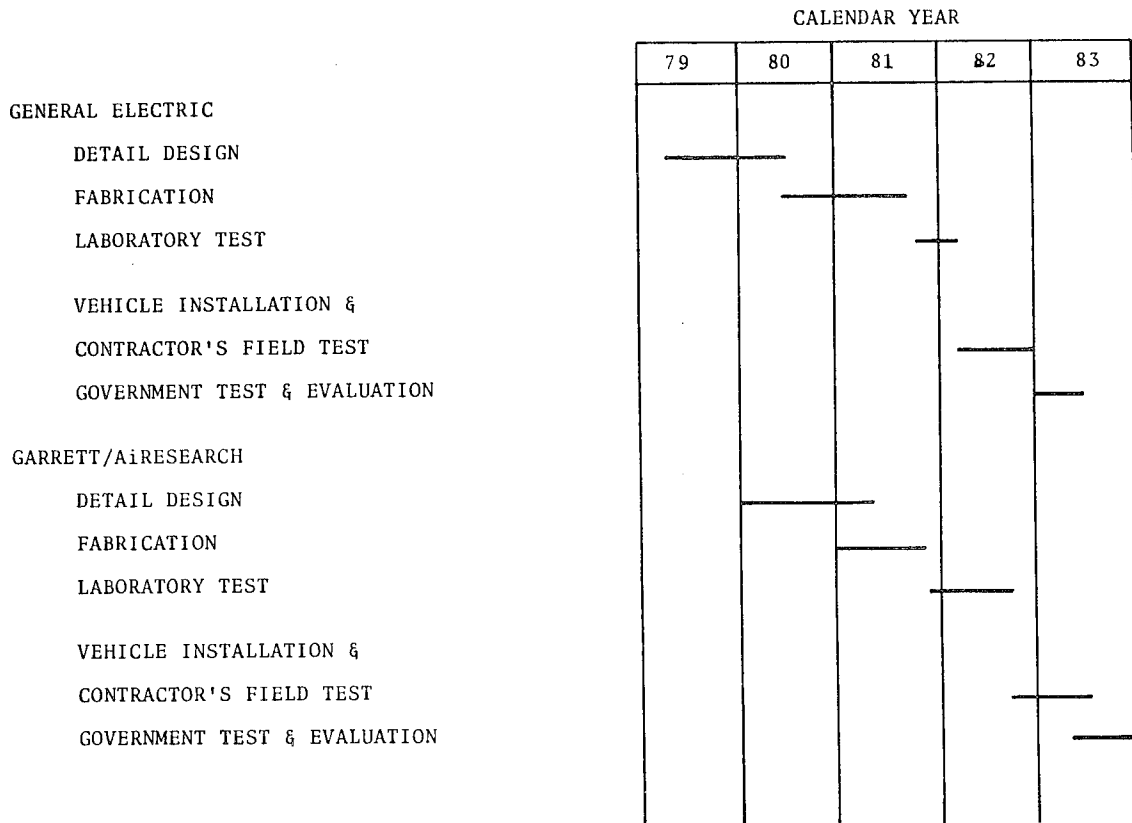 CALENDAR YEAR
79 80 81 82 83
GENERAL ELECTRIC
DETAIL DESIGN
FABRICATION
LABORATORY TEST
VEHICLE INSTALLATION &
CONTRACTOR'S FIELD TEST
GOVERNMENT TEST & EVALUATION
GARRETT/AiRESEARCH
DETAIL DESIGN
FABRICATION
LABORATORY TEST
VEHICLE INSTALLATION &
CONTRACTOR'S FIELD TEST
GOVERNMENT TEST & EVALUATION